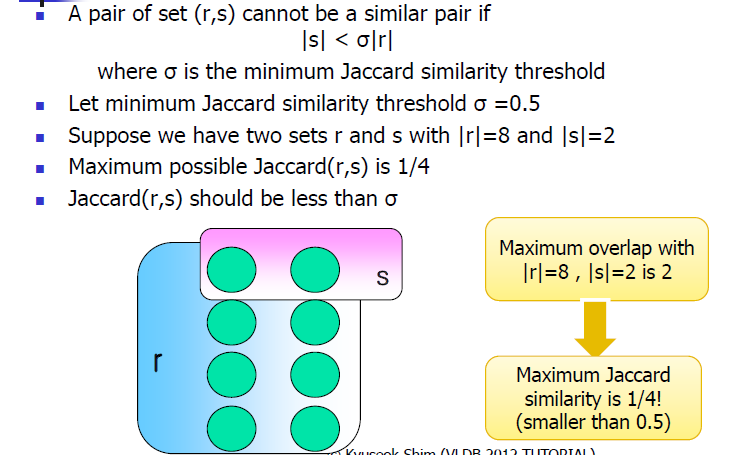 A pair of set (r,s) cannot be a similar pair if
|s| < σ|r|
where σ is the minimum Jaccard similarity threshold
Let minimum Jaccard similarity threshold σ =0.5
Suppose we have two sets r and s with |r|=8 and |s|=2
Maximum possible Jaccard(r,s) is 1/4
Jaccard(r,s) should be less than σ
s
r
Maximum overlap with
|r|=8 , |s|=2 is 2
Maximum Jaccard
similarity is 1/4!
(smaller than 0.5)
Kyuseok Shim (VLDB 2012 TUTORIAL)